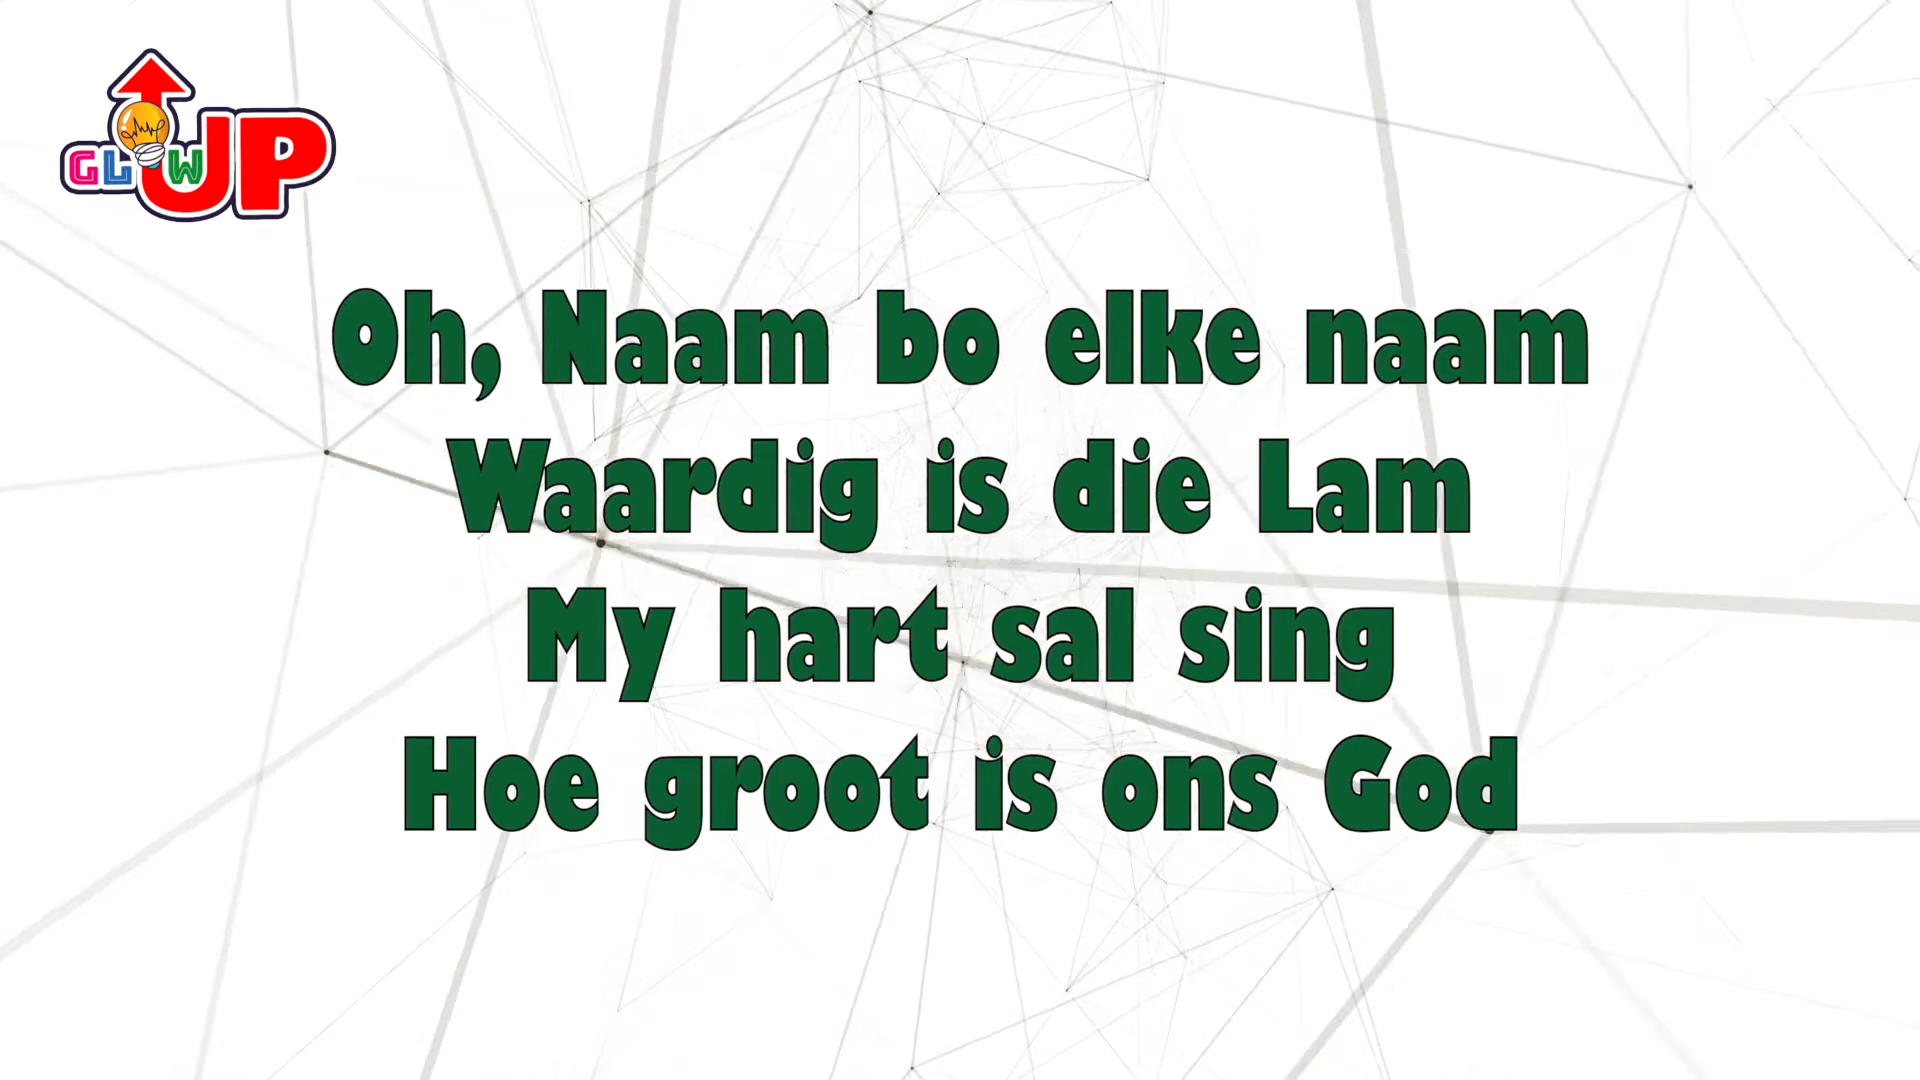 GLOW UP
Oh, Naam bo elke naam
Waardig is die Lam
My hart sal sing
Hoe groot is ons God